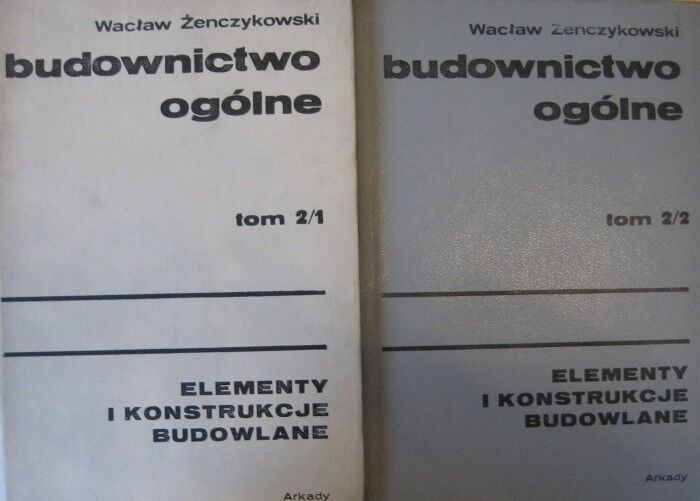 Wacław Żenczykowski
budownictwo
ogólne
tom 2/1
ELEMENTY
I KONSTRUKCJE
BUDOWLANE
Arkady
Wacław Żenczykowski
budownictwo
ogólne
tom 2/2
ELEMENTY
I KONSTRUKCJE
BUDOWLANE
Arkady